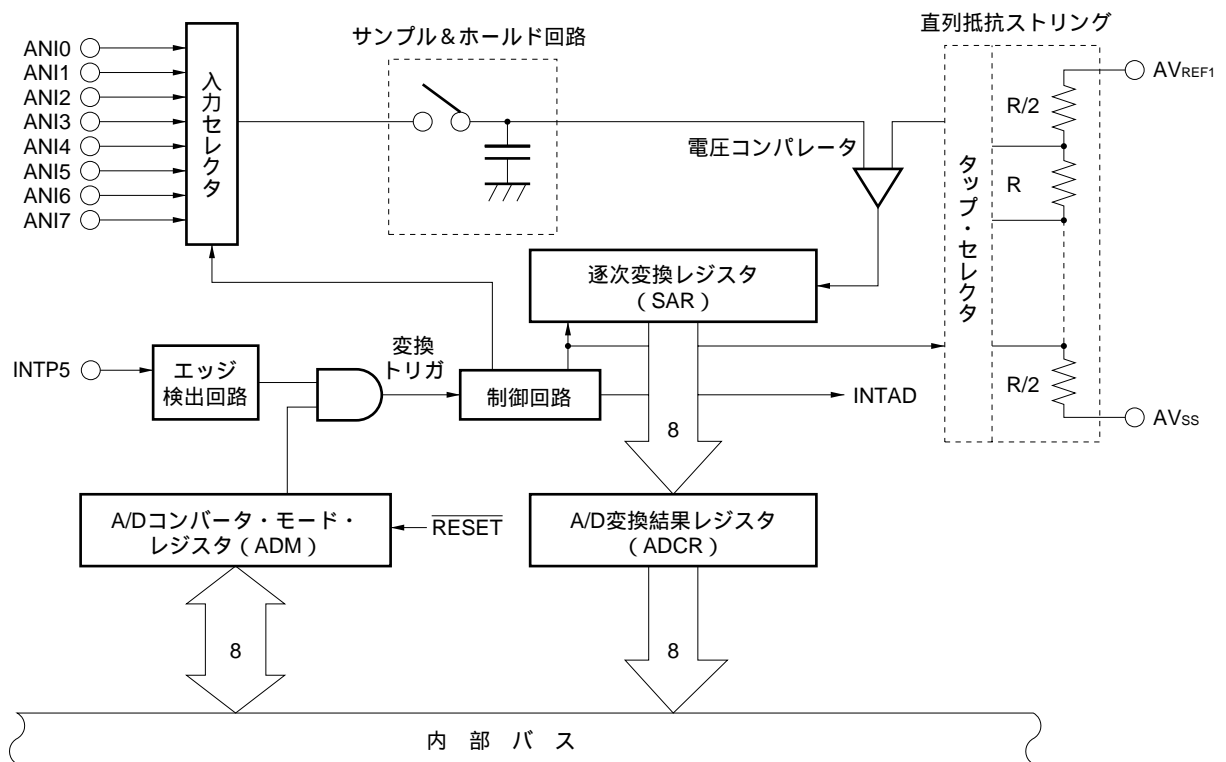 ANI0
ANI1
ANI2
ANI3
ANI4
ANI5
ANI6
ANI7
入力セレクタ
サンプル＆ホールド回路
直列抵抗ストリング
AVREF1
R/2
電圧コンパレータ
R
タップ・セレクタ
逐次変換レジスタ
（SAR）
INTP5
エッジ
検出回路
変換
トリガ
制御回路
INTAD
R/2
AVSS
8
A/Dコンバータ・モード・
レジスタ（ADM）
RESET
A/D変換結果レジスタ
（ADCR）
8
8
内部バス